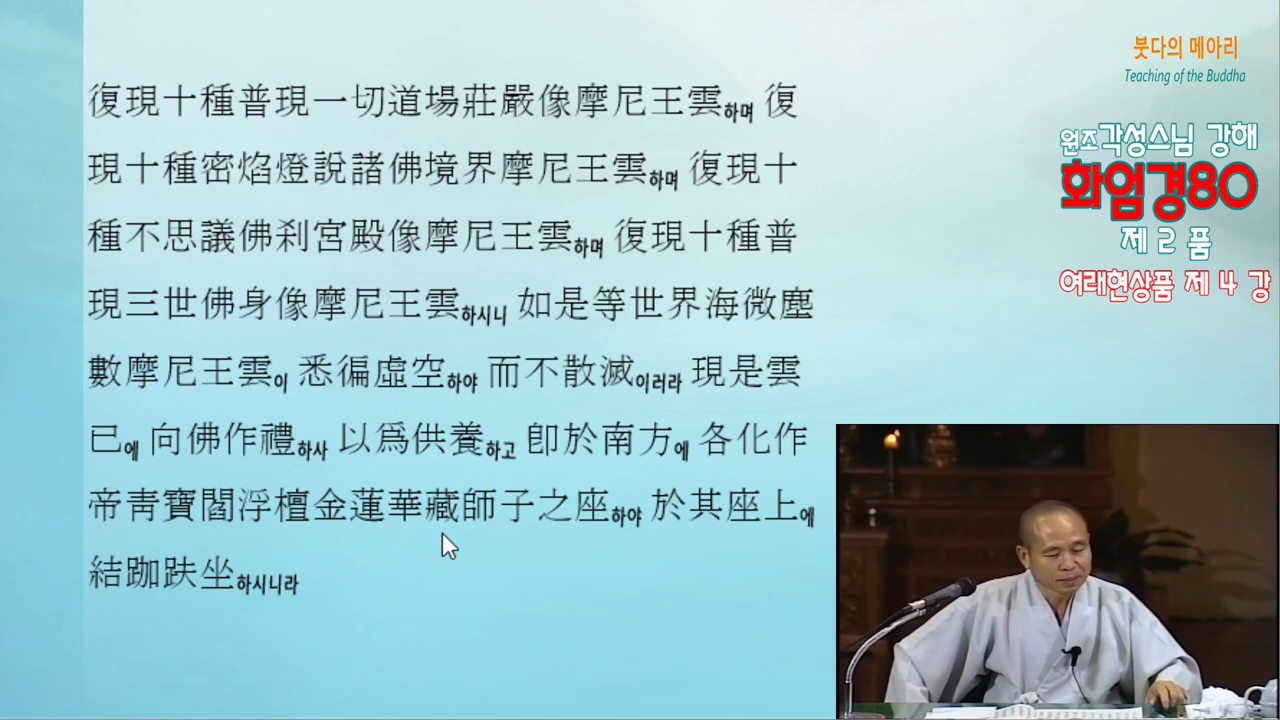 復現十種普現一切道場莊嚴像摩尼王雲하며 復
現十種密焰燈說諸佛境界摩尼王雲하며 復現十
種不思議佛刹宮殿像摩尼王雲하며 復現十種普
現三世佛身像摩尼王雲하시니 如是等世界海微塵
數摩尼王雲이 悉徧虛空하야 而不散滅이러라 現是雲
已에 向佛作禮하사 以爲供養하고 卽於南方에 各化作
帝靑寶閻浮檀金蓮華藏師子之座하야 於其座上에
結跏趺坐하시니라
붓다의 메아리
Teaching of the Buddha
원조각성스님 강해
화엄경80
제 2 품
여래현상품 제 4 강